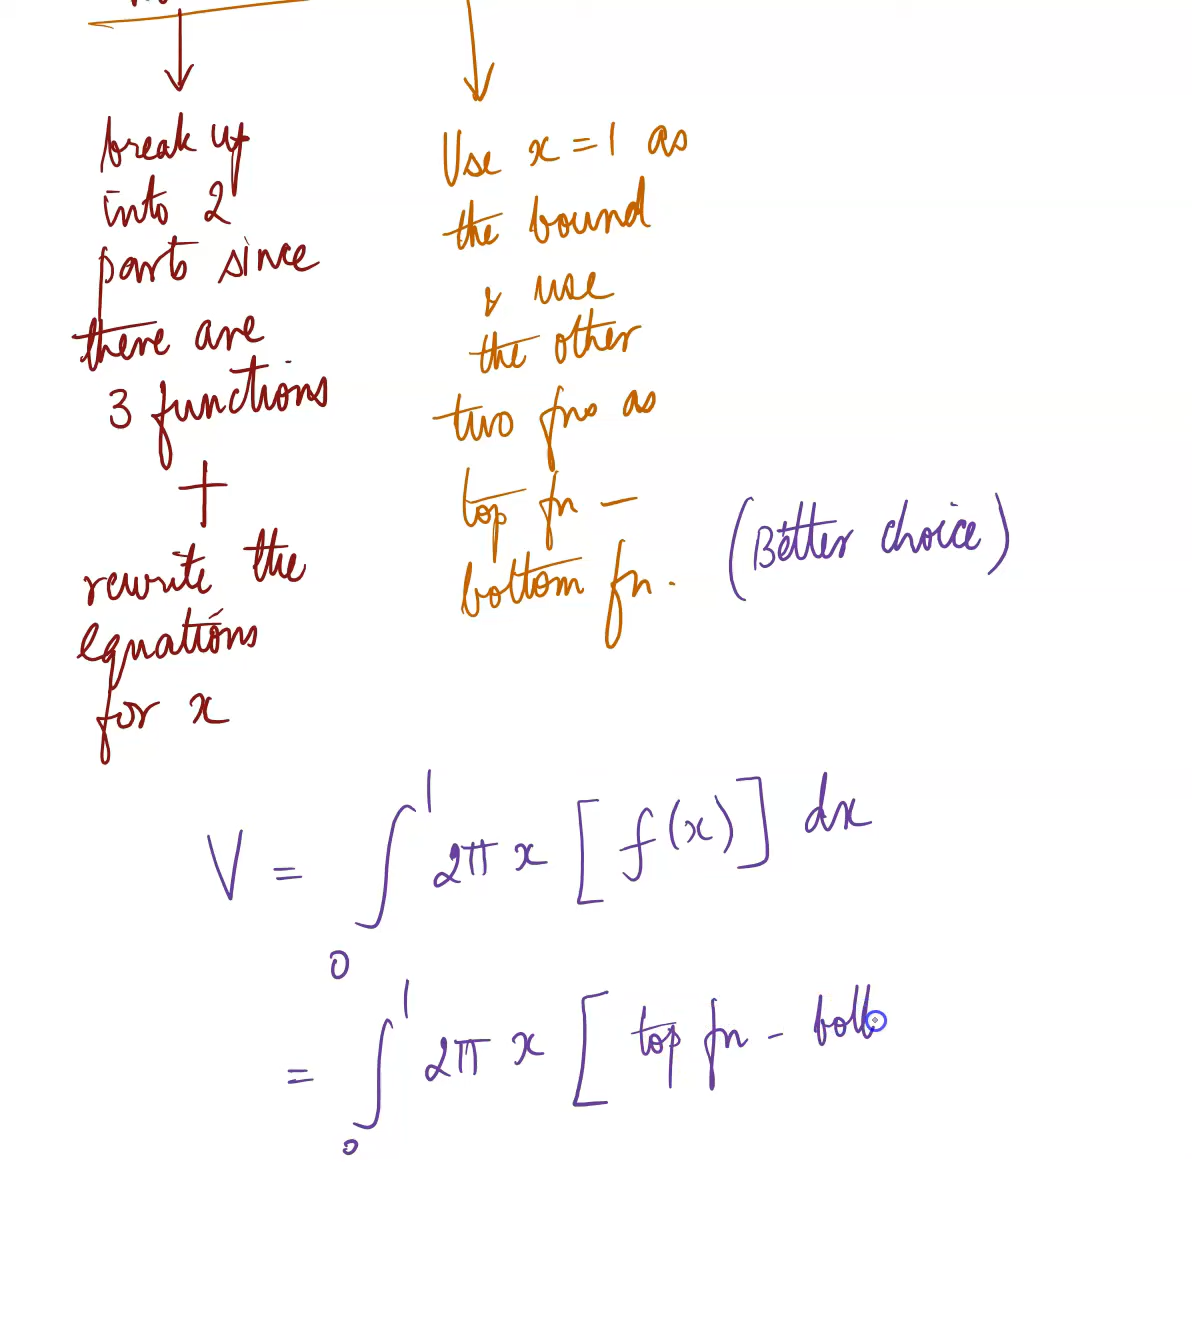 break up
into 2
parts since
there are
3 functions
+
rewrite the
equations
for x
Use x = 1 as
the bound
& use
the other
two fns as
top fn –
bottom fn.
(Better choice)
V = ∫₀¹ 2π x [f(x)] dx
= ∫₀¹ 2π x [ top fn - bott